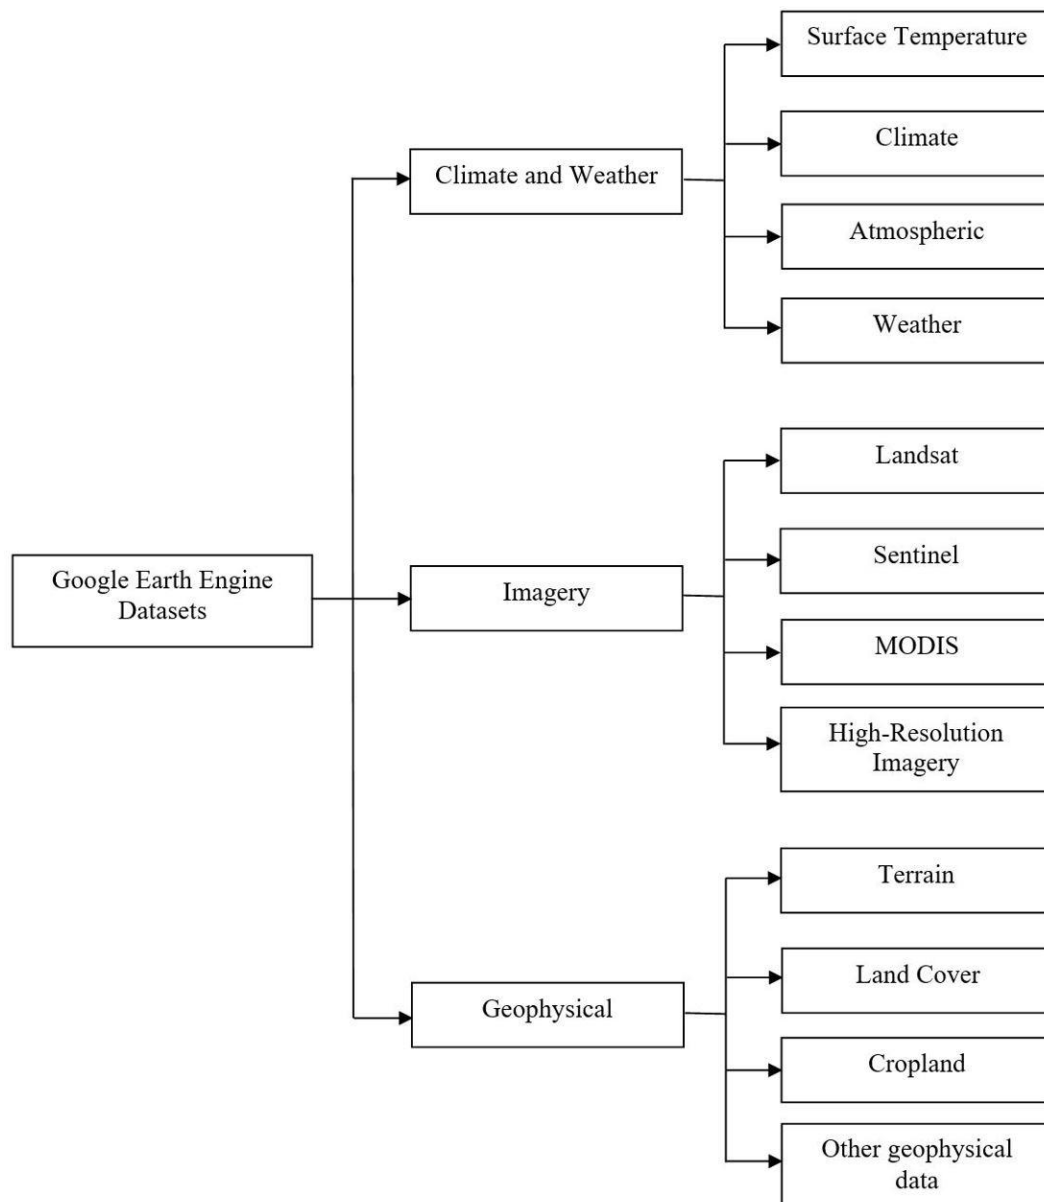 Surface Temperature
Climate
Climate and Weather
Atmospheric
Weather
Landsat
Sentinel
Google Earth Engine
Datasets
Imagery
MODIS
High-Resolution
Imagery
Terrain
Land Cover
Geophysical
Cropland
Other geophysical
data